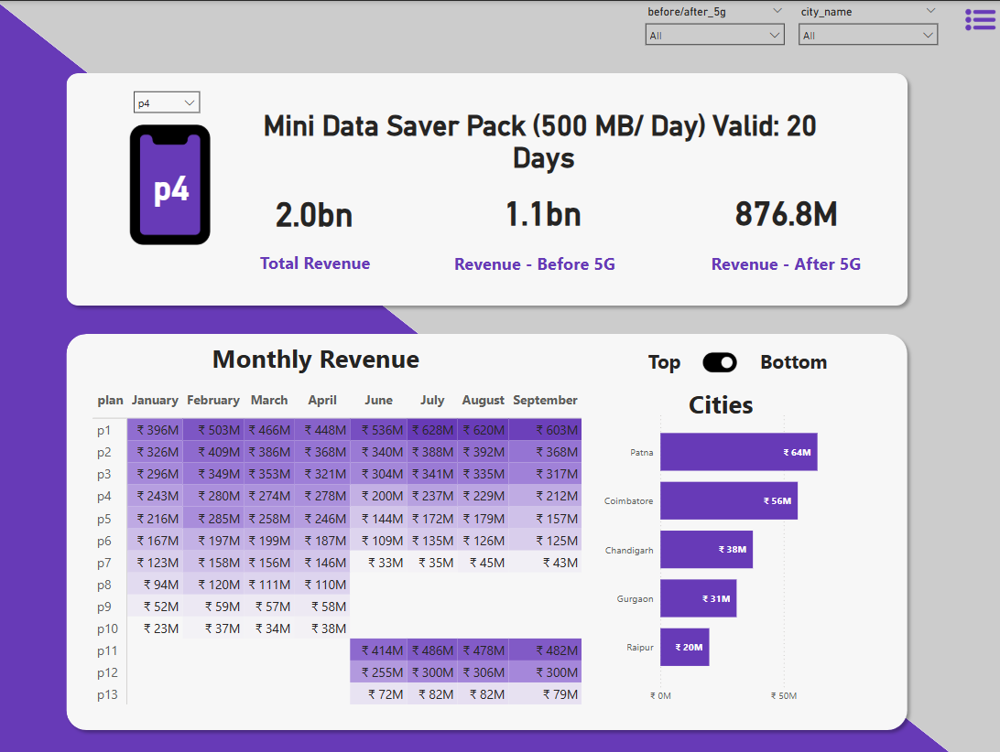 before/after_5g city_name
All All
p4
Mini Data Saver Pack (500 MB/ Day) Valid: 20
Days
p4
2.0bn 1.1bn 876.8M
Total Revenue Revenue - Before 5G Revenue - After 5G
Monthly Revenue
plan January February March April June July August September
p1 ₹ 396M ₹ 503M ₹ 466M ₹ 448M ₹ 536M ₹ 628M ₹ 620M ₹ 603M
p2 ₹ 326M ₹ 409M ₹ 386M ₹ 368M ₹ 340M ₹ 388M ₹ 392M ₹ 368M
p3 ₹ 296M ₹ 349M ₹ 353M ₹ 321M ₹ 304M ₹ 341M ₹ 335M ₹ 317M
p4 ₹ 243M ₹ 280M ₹ 274M ₹ 278M ₹ 200M ₹ 237M ₹ 229M ₹ 212M
p5 ₹ 216M ₹ 285M ₹ 258M ₹ 246M ₹ 144M ₹ 172M ₹ 179M ₹ 157M
p6 ₹ 167M ₹ 197M ₹ 199M ₹ 187M ₹ 109M ₹ 135M ₹ 126M ₹ 125M
p7 ₹ 123M ₹ 158M ₹ 156M ₹ 146M ₹ 33M ₹ 35M ₹ 45M ₹ 43M
p8 ₹ 94M ₹ 120M ₹ 111M ₹ 110M
p9 ₹ 52M ₹ 59M ₹ 57M ₹ 58M
p10 ₹ 23M ₹ 37M ₹ 34M ₹ 38M
p11 ₹ 414M ₹ 486M ₹ 478M ₹ 482M
p12 ₹ 255M ₹ 300M ₹ 306M ₹ 300M
p13 ₹ 72M ₹ 82M ₹ 82M ₹ 79M
Top Bottom
Cities
Patna ₹ 64M
Coimbatore ₹ 56M
Chandigarh ₹ 38M
Gurgaon ₹ 31M
Raipur ₹ 20M
₹ 0M ₹ 50M